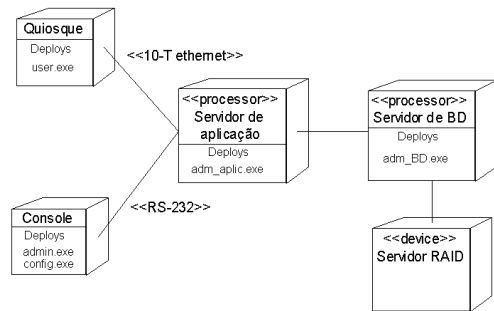 Quiosque
Deploys
user.exe
<<10-T ethernet>>
<<processor>>
Servidor de
aplicação
Deploys
adm_aplic.exe
<<processor>>
Servidor de BD
Deploys
adm_BD.exe
Console
Deploys
admin.exe
config.exe
<<RS-232>>
<<device>>
Servidor RAID